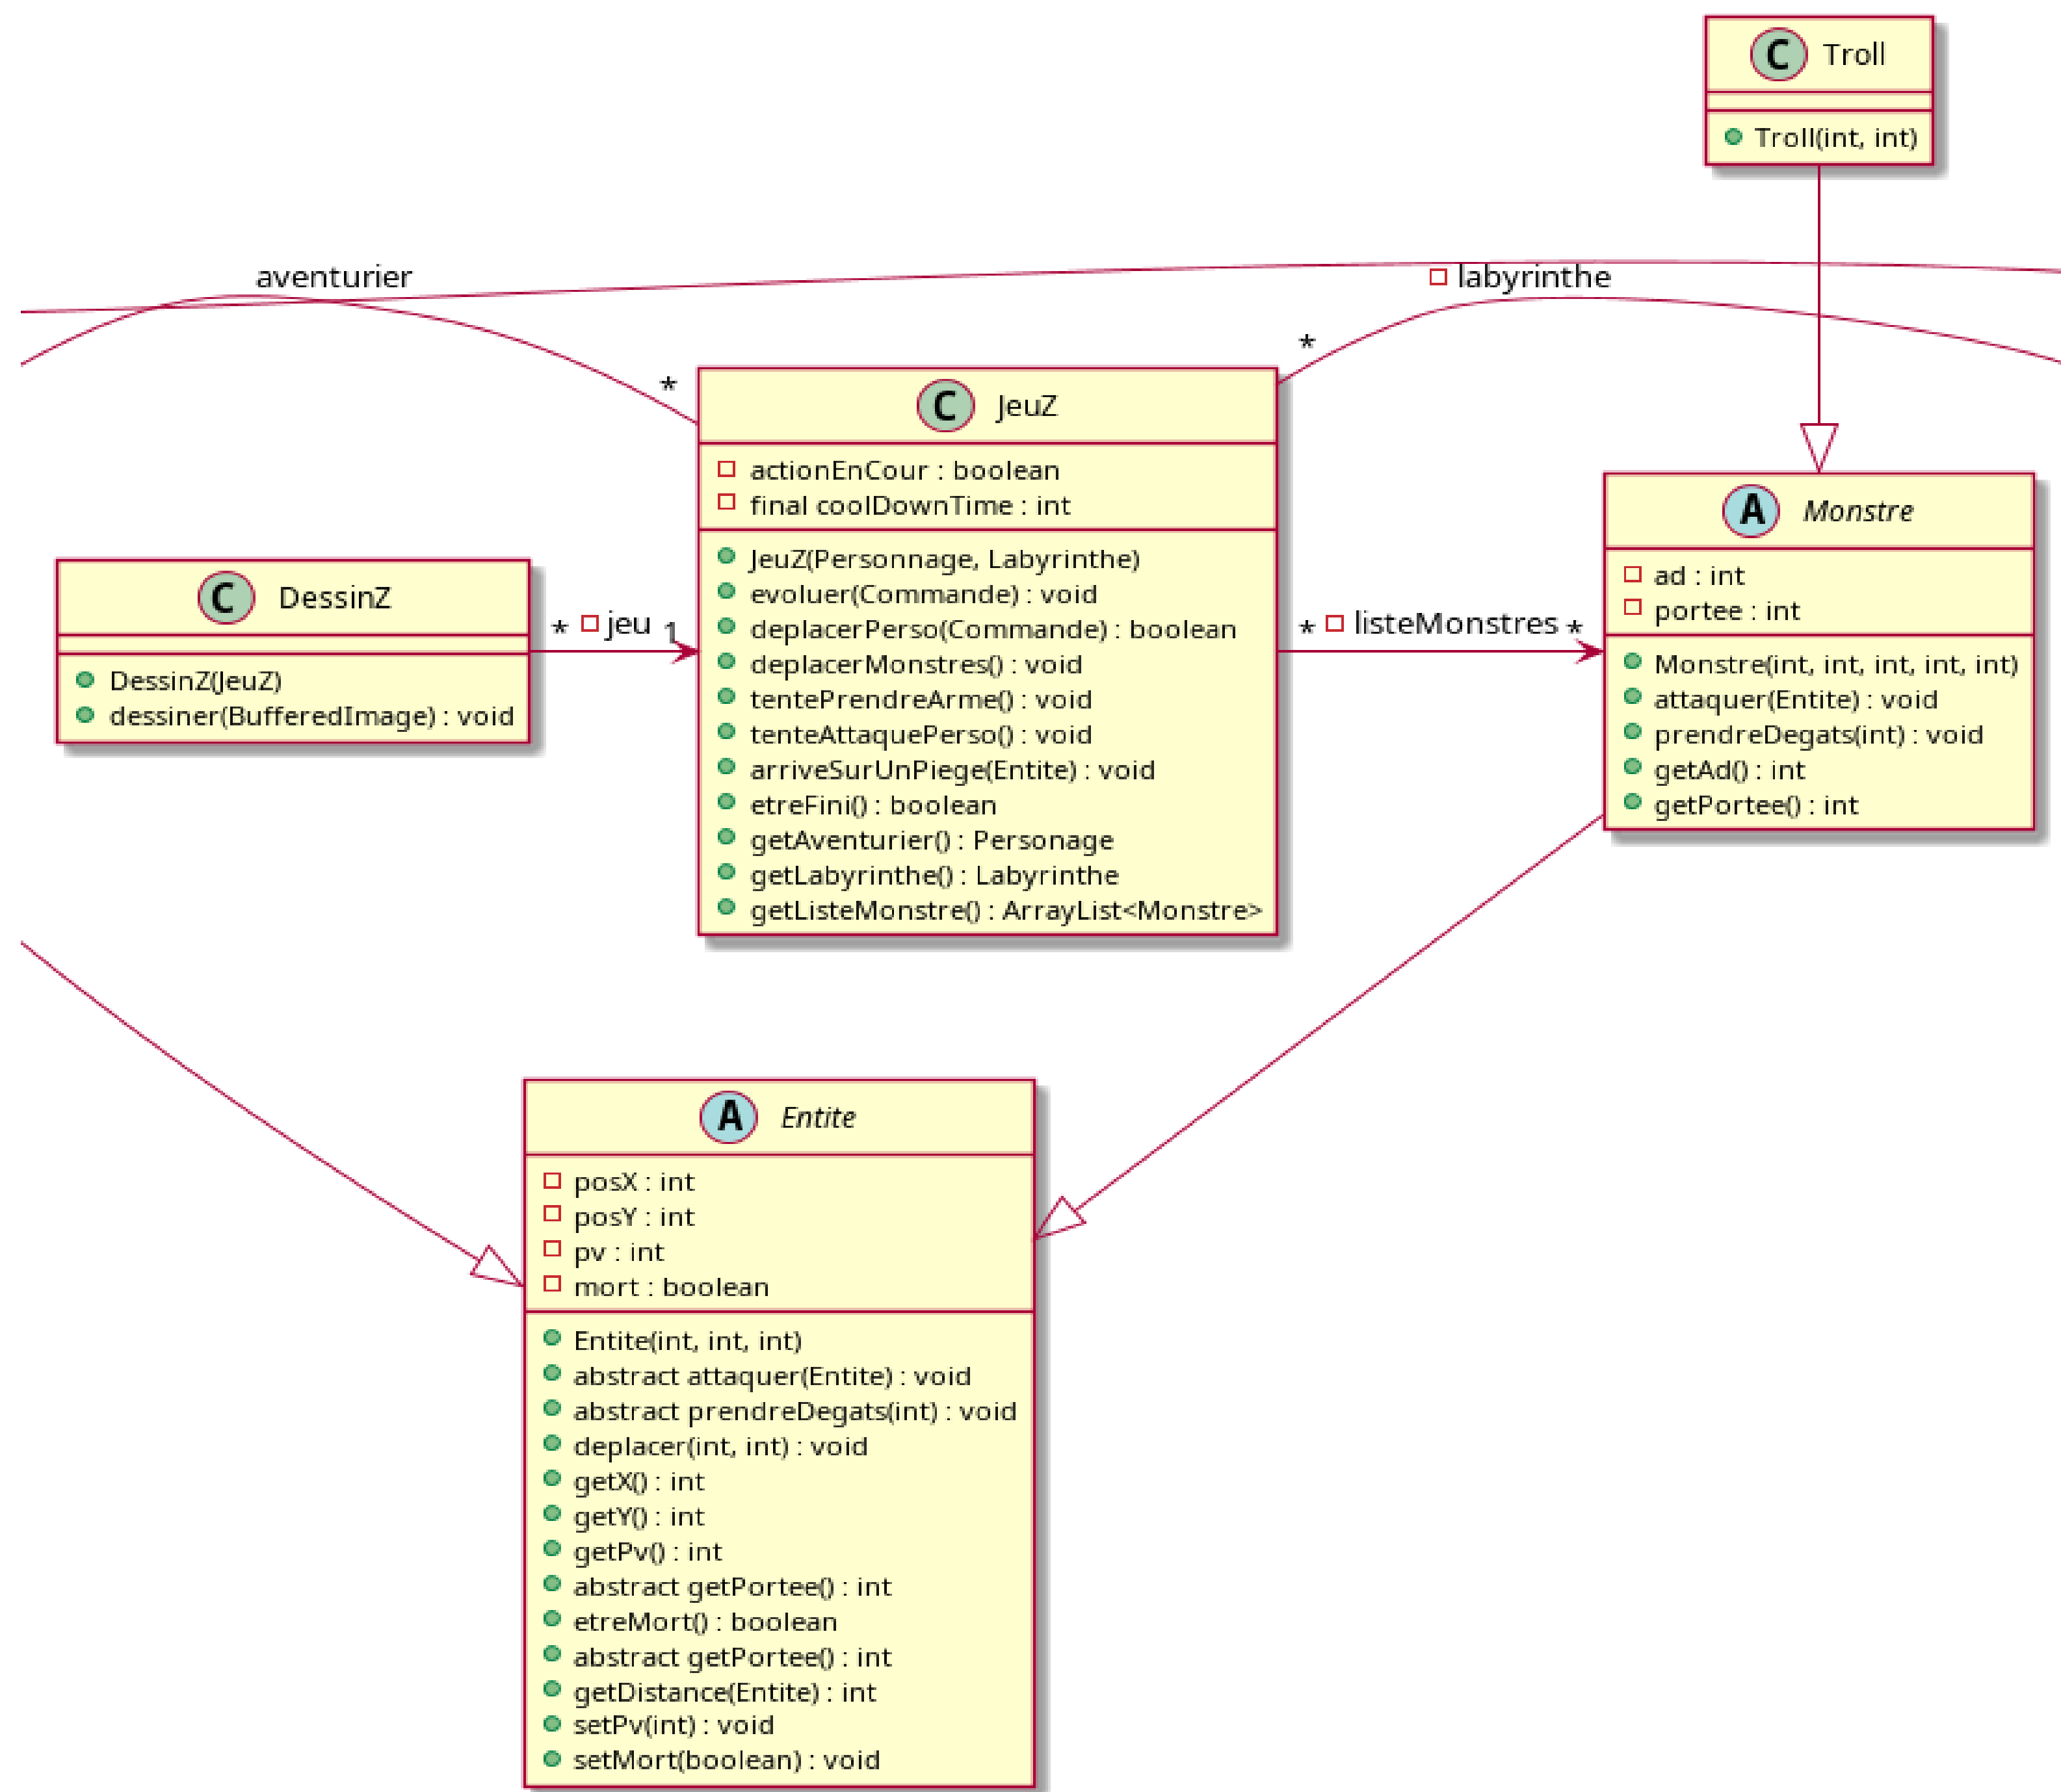 C Troll
Troll(int, int)
aventurier
labyrinthe
*
*
C JeuZ
actionEnCour : boolean
final coolDownTime : int
JeuZ(Personnage, Labyrinthe)
evoluer(Commande) : void
deplacerPerso(Commande) : boolean
deplacerMonstres() : void
tentePrendreArme() : void
tenteAttaquePerso() : void
arriveSurUnPiege(Entite) : void
etreFini() : boolean
getAventurier() : Personage
getLabyrinthe() : Labyrinthe
getListeMonstre() : ArrayList<Monstre>
C DessinZ
DessinZ(JeuZ)
dessiner(BufferedImage) : void
* jeu 1
* listeMonstres *
A Monstre
ad : int
portee : int
Monstre(int, int, int, int, int)
attaquer(Entite) : void
prendreDegats(int) : void
getAd() : int
getPortee() : int
A Entite
posX : int
posY : int
pv : int
mort : boolean
Entite(int, int, int)
abstract attaquer(Entite) : void
abstract prendreDegats(int) : void
deplacer(int, int) : void
getX() : int
getY() : int
getPv() : int
abstract getPortee() : int
etreMort() : boolean
abstract getPortee() : int
getDistance(Entite) : int
setPv(int) : void
setMort(boolean) : void